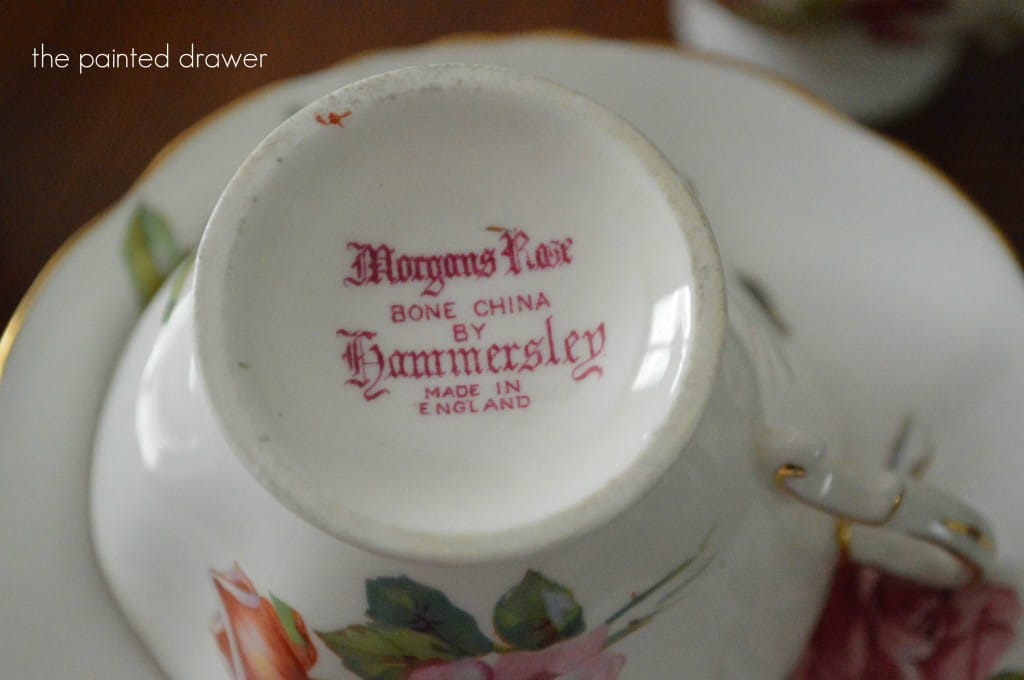 the painted drawer
Morgans Rose
BONE CHINA
BY
Hammersley
MADE IN
ENGLAND